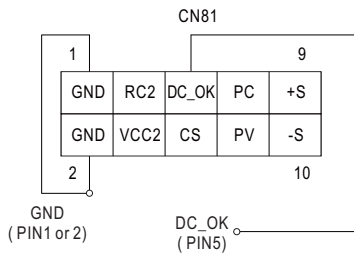 CN81
1 9
GND RC2 DC_OK PC +S
GND VCC2 CS PV -S
2 10
GND
(PIN1 or 2)
DC_OK
(PIN5)